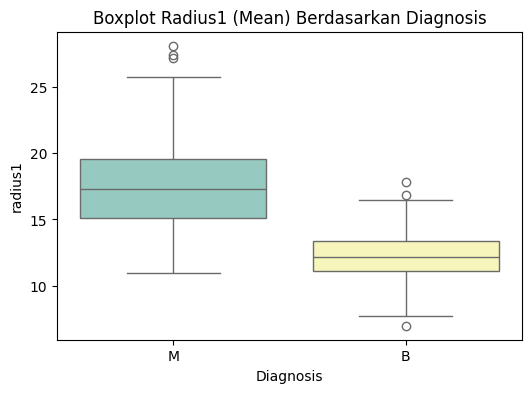 Boxplot Radius1 (Mean) Berdasarkan Diagnosis
radius1
25
20
15
10
M
B
Diagnosis